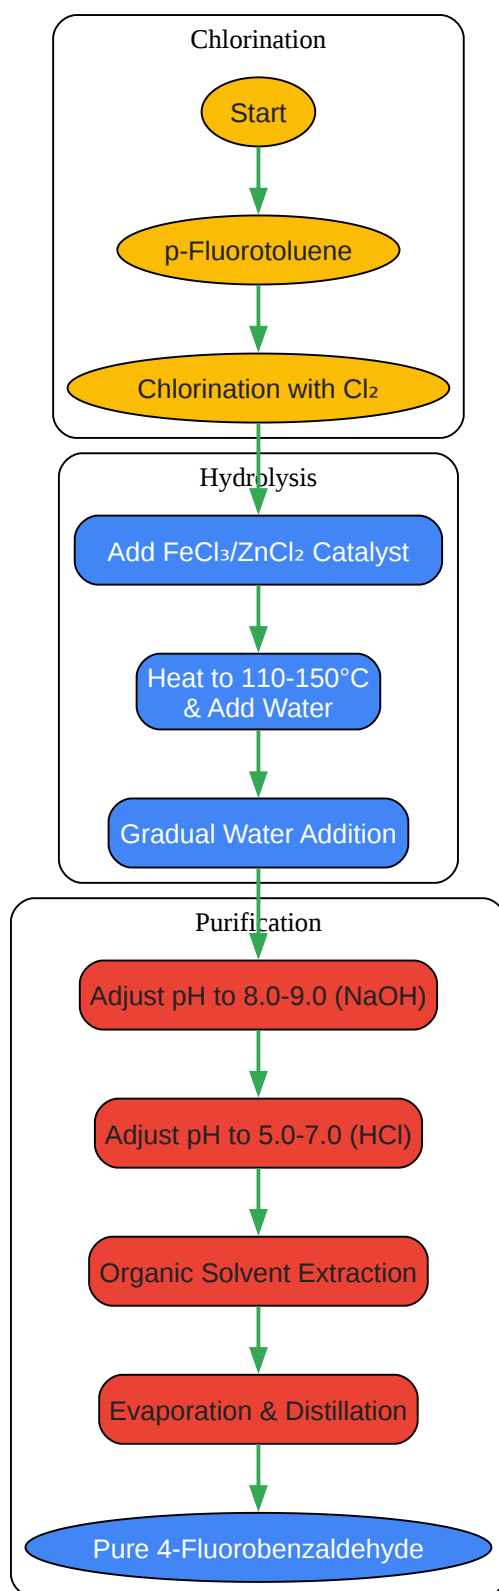 Chlorination
Start
p-Fluorotoluene
Chlorination with Cl₂
Hydrolysis
Add FeCl₃/ZnCl₂ Catalyst
Heat to 110-150°C
& Add Water
Gradual Water Addition
Purification
Adjust pH to 8.0-9.0 (NaOH)
Adjust pH to 5.0-7.0 (HCl)
Organic Solvent Extraction
Evaporation & Distillation
Pure 4-Fluorobenzaldehyde